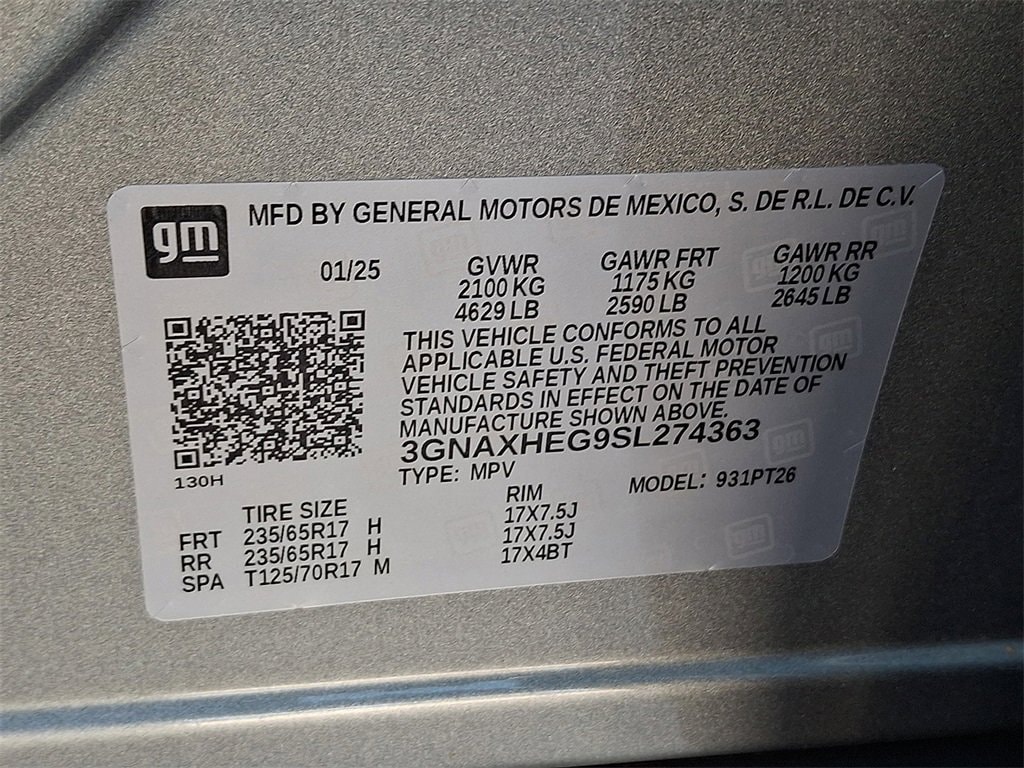 gm
MFD BY GENERAL MOTORS DE MEXICO, S. DE R.L. DE C.V.
01/25
GVWR
2100 KG
4629 LB
GAWR FRT
1175 KG
2590 LB
GAWR RR
1200 KG
2645 LB
THIS VEHICLE CONFORMS TO ALL
APPLICABLE U.S. FEDERAL MOTOR
VEHICLE SAFETY AND THEFT PREVENTION
STANDARDS IN EFFECT ON THE DATE OF
MANUFACTURE SHOWN ABOVE.
3GNAXHEG9SL274363
TYPE: MPV
MODEL: 931PT26
130H
TIRE SIZE RIM
FRT 235/65R17 H 17X7.5J
RR 235/65R17 H 17X7.5J
SPA T125/70R17 M 17X4BT